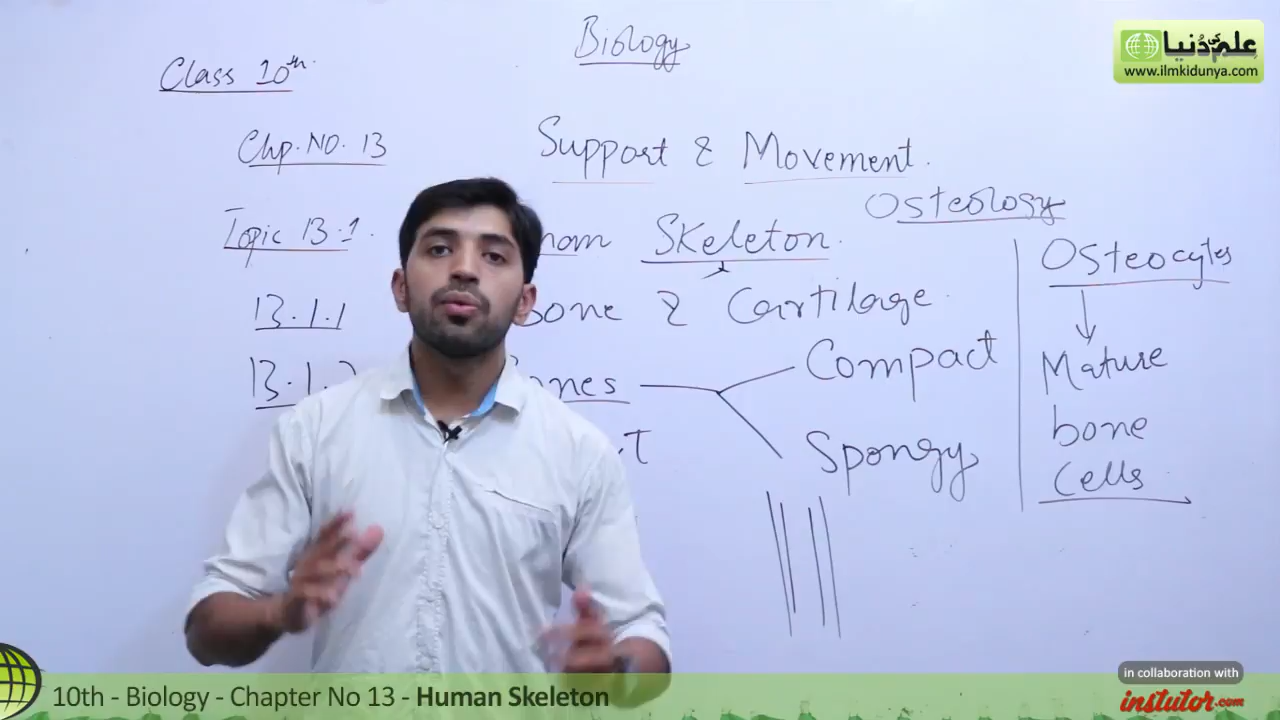 Biology
علم کی دُنیا
www.ilmkidunya.com
Class 10th.
Chp. NO. 13
Support & Movement.
Osteology
Topic 13.1
Skeleton.
Osteocytes
13.1.1
& Cartilage
Compact
Mature
bone
Spongy
Cells
10th - Biology - Chapter No 13 - Human Skeleton
in collaboration with
instutor.com